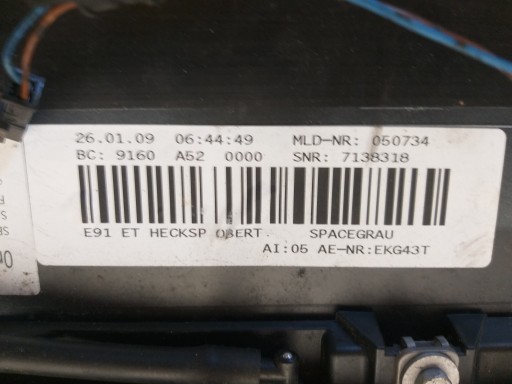 26.01.09 06:44:49 MLD-NR: 050734
BC: 9160 A52 0000 SNR: 7138318
E91 ET HECKSP OBERT. SPACEGRAU
AI:05 AE-NR:EKG43T